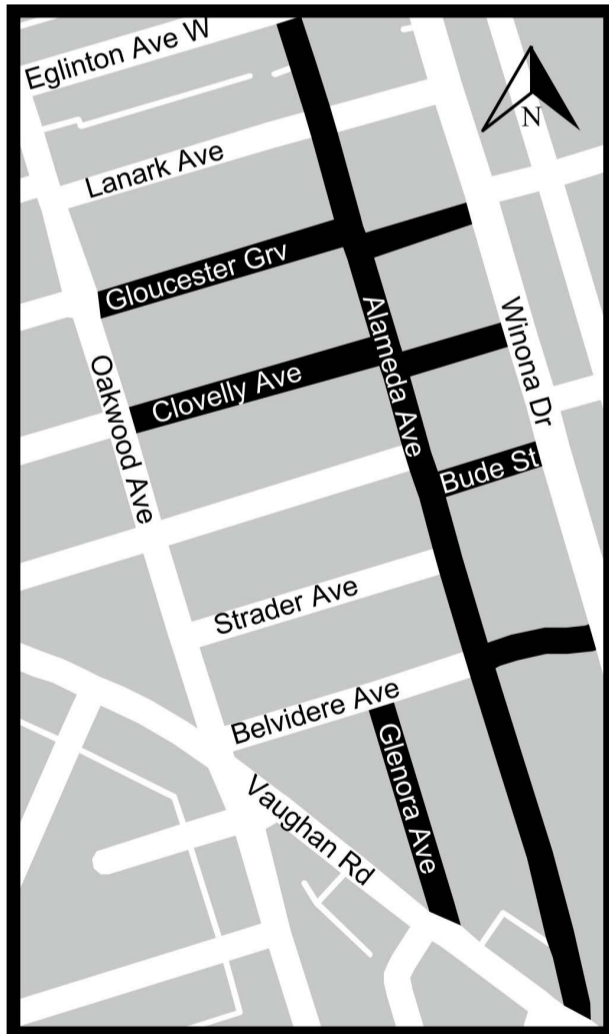 Eglinton Ave W
N
Lanark Ave
Gloucester Grv
Alameda Ave
Winona Dr
Oakwood Ave
Clovelly Ave
Bude St
Strader Ave
Belvidere Ave
Glenora Ave
Vaughan Rd